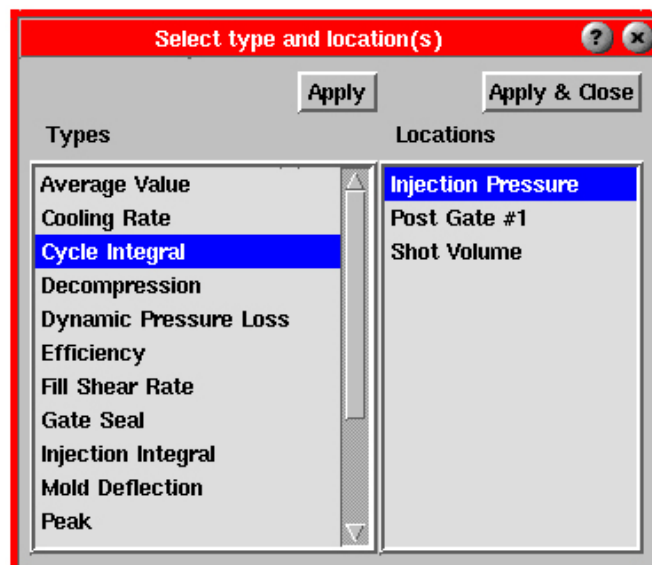 Select type and location(s) ? x
Apply Apply & Close
Types Locations
Average Value
Cooling Rate
Cycle Integral
Decompression
Dynamic Pressure Loss
Efficiency
Fill Shear Rate
Gate Seal
Injection Integral
Mold Deflection
Peak
Injection Pressure
Post Gate #1
Shot Volume